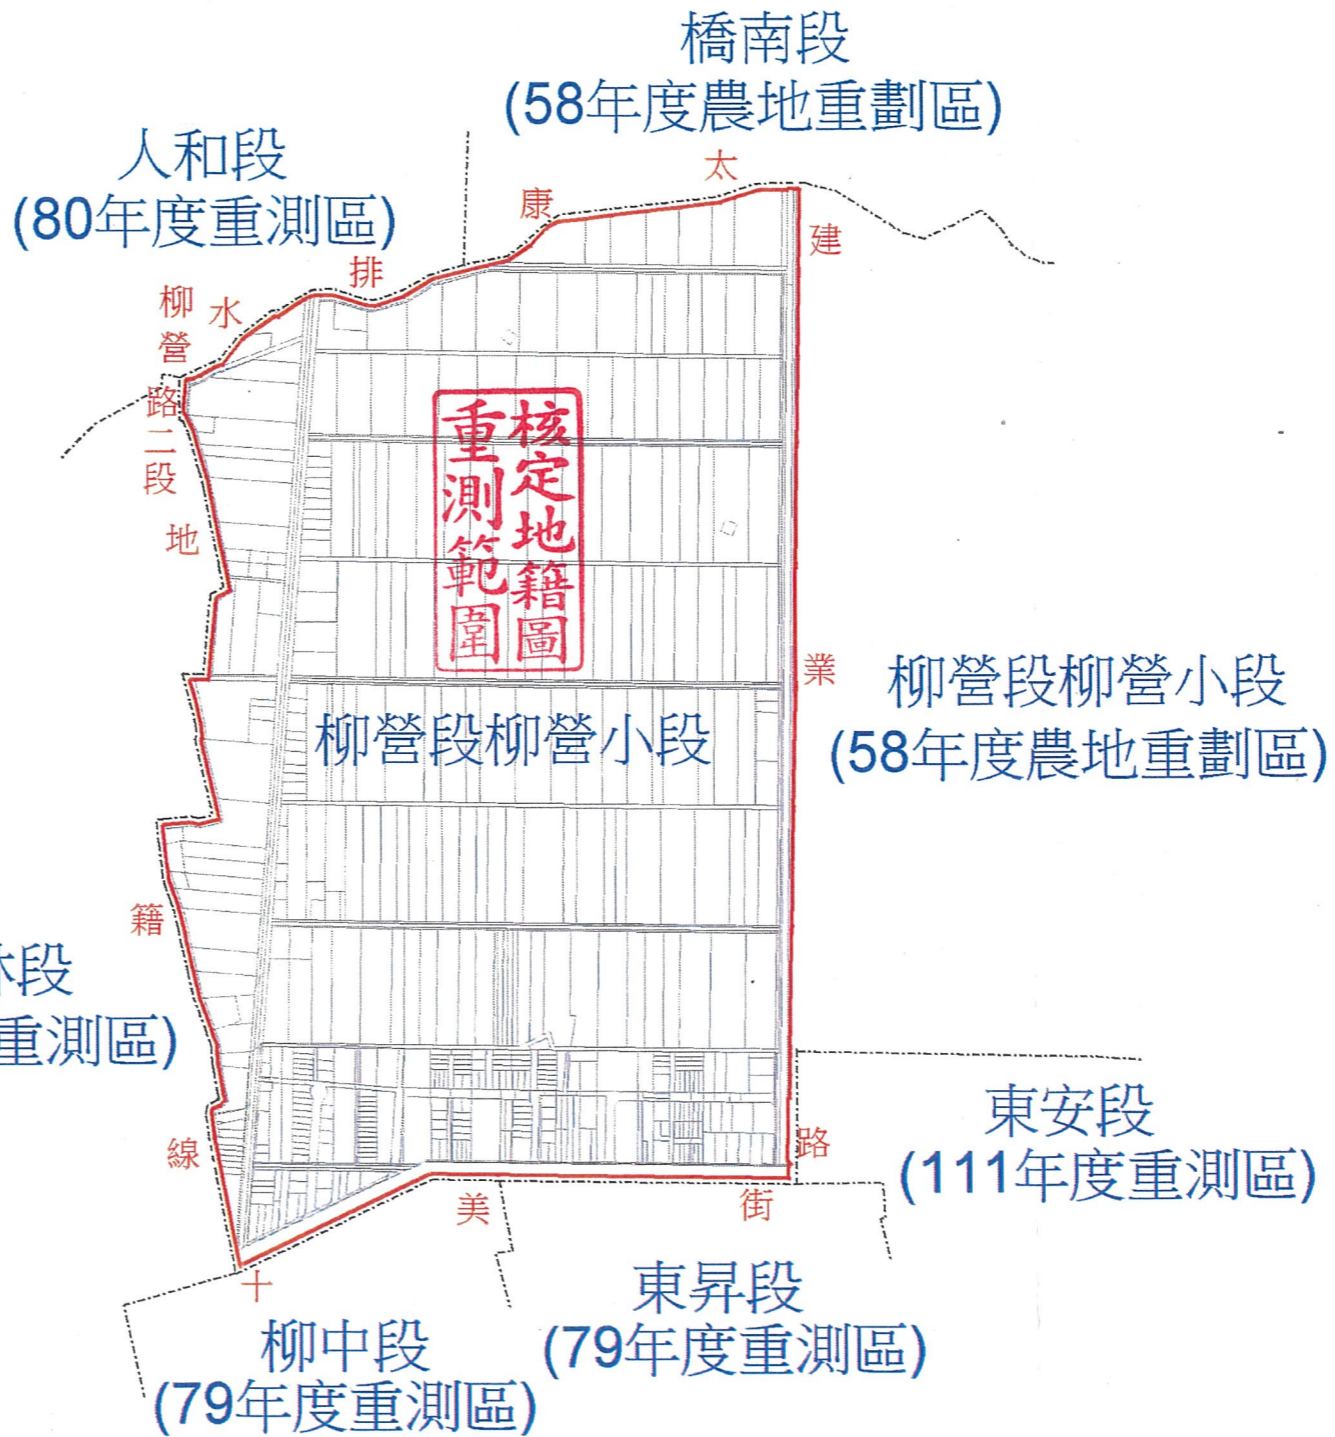 橋南段
(58年度農地重劃區)
人和段
(80年度重測區)
太
康
排
水
建
業
路
柳營
路二段
地
籍
線
核定地籍圖
重測範圍
柳營段柳營小段
柳營段柳營小段
(58年度農地重劃區)
段
重測區)
東安段
(111年度重測區)
十
美
街
東昇段
(79年度重測區)
柳中段
(79年度重測區)